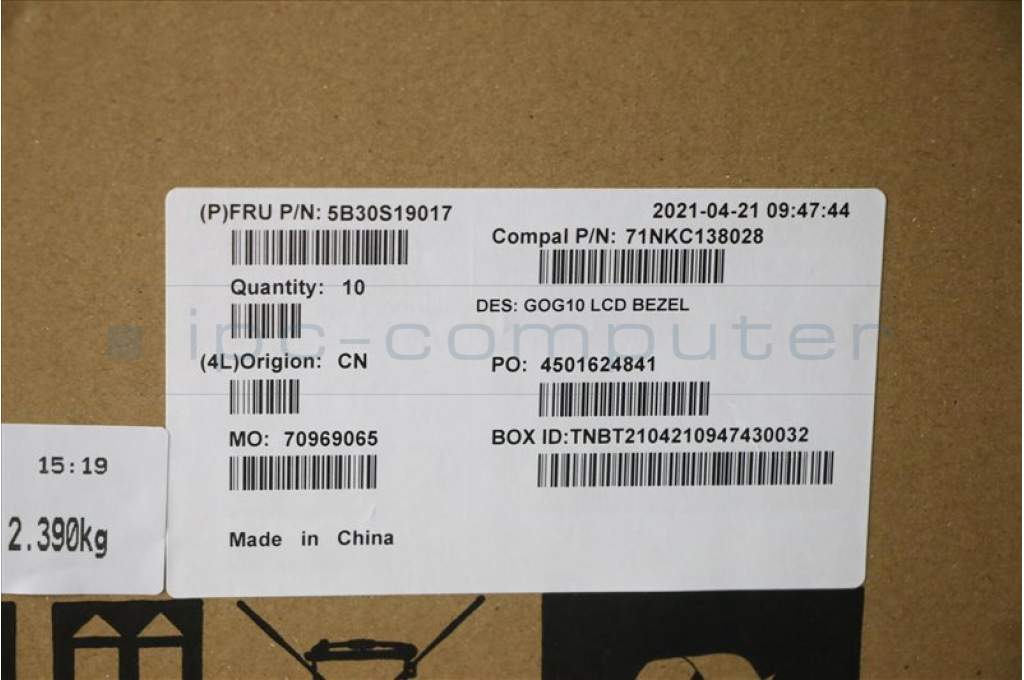 (P)FRU P/N: 5B30S19017
2021-04-21 09:47:44
Compal P/N: 71NKC138028
Quantity: 10
DES: GOG10 LCD BEZEL
ipc-computer
(4L)Origion: CN
PO: 4501624841
MO: 70969065
BOX ID:TNBT2104210947430032
Made in China
15:19
2.390kg